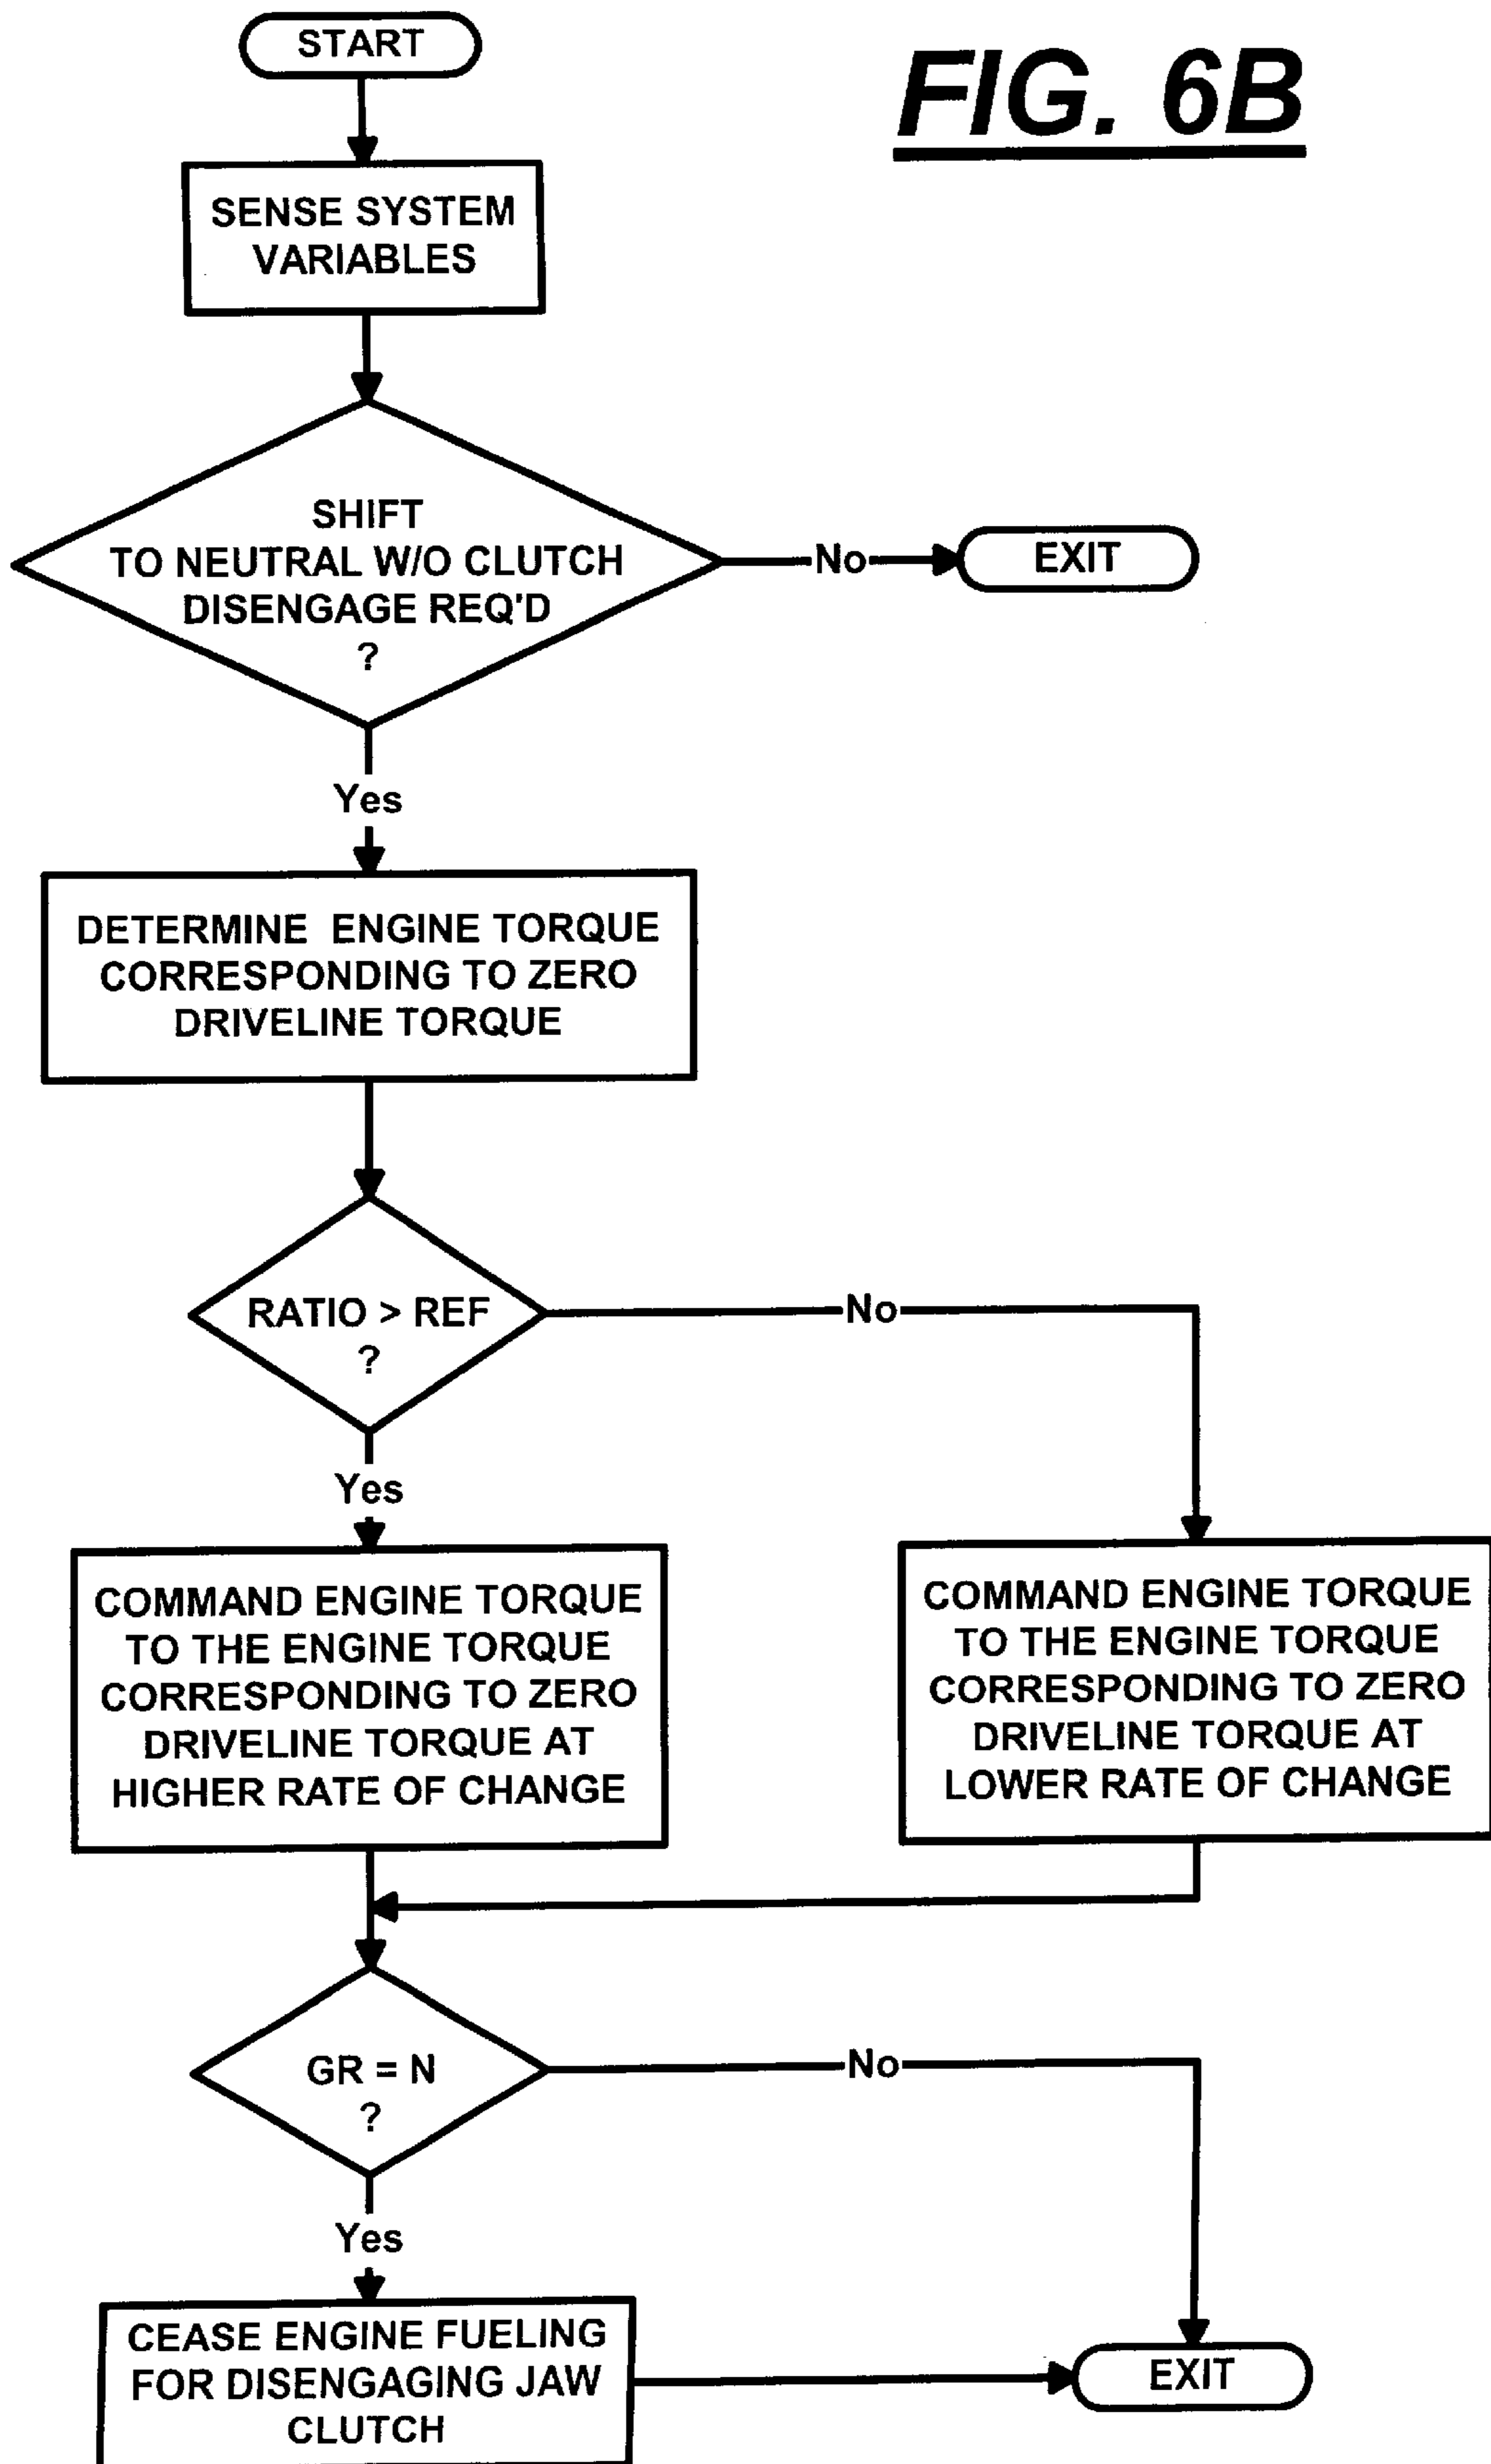 START
FIG. 6B
SENSE SYSTEM
VARIABLES
SHIFT
TO NEUTRAL W/O CLUTCH
DISENGAGE REQ'D
?
No
EXIT
Yes
DETERMINE ENGINE TORQUE
CORRESPONDING TO ZERO
DRIVELINE TORQUE
RATIO > REF
?
No
Yes
COMMAND ENGINE TORQUE
TO THE ENGINE TORQUE
CORRESPONDING TO ZERO
DRIVELINE TORQUE AT
HIGHER RATE OF CHANGE
COMMAND ENGINE TORQUE
TO THE ENGINE TORQUE
CORRESPONDING TO ZERO
DRIVELINE TORQUE AT
LOWER RATE OF CHANGE
GR = N
?
No
Yes
CEASE ENGINE FUELING
FOR DISENGAGING JAW
CLUTCH
EXIT